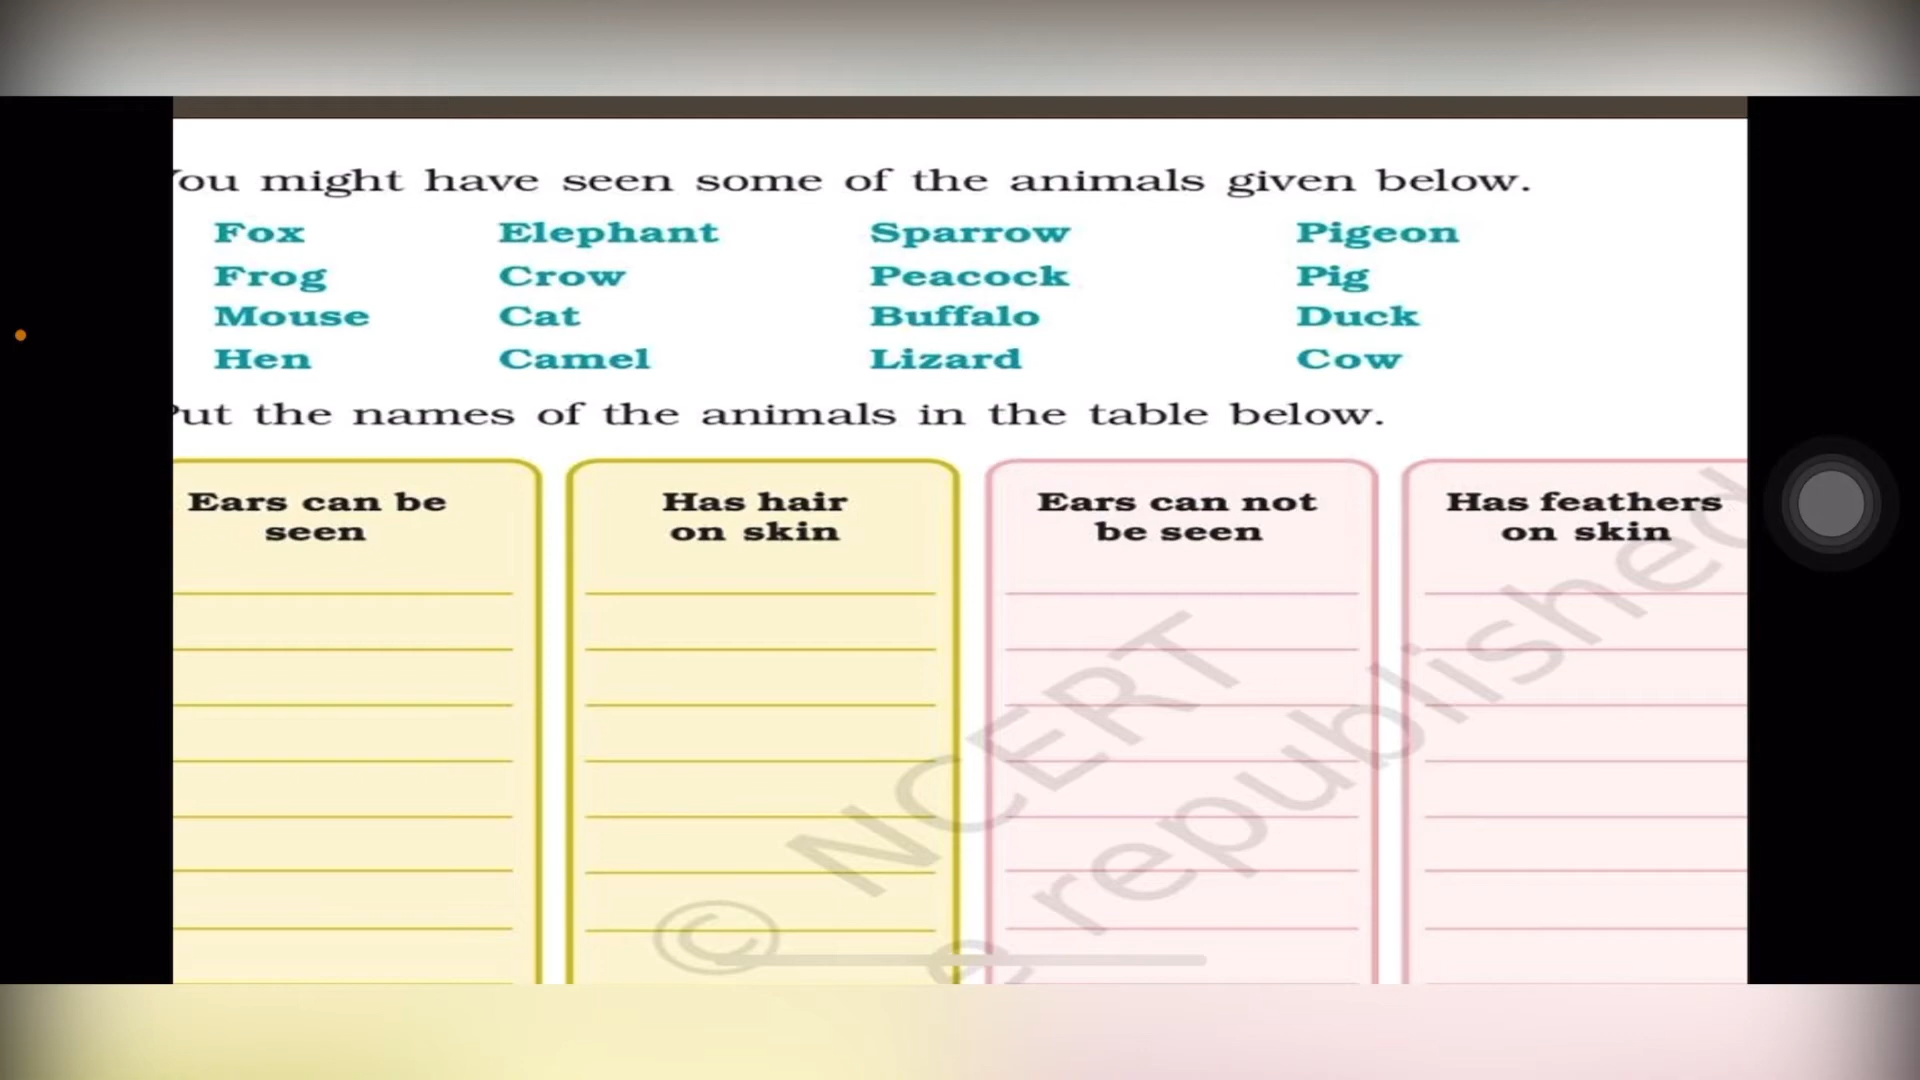 You might have seen some of the animals given below.
Fox Elephant Sparrow Pigeon
Frog Crow Peacock Pig
Mouse Cat Buffalo Duck
Hen Camel Lizard Cow
Put the names of the animals in the table below.
Ears can be
seen
Has hair
on skin
Ears can not
be seen
Has feathers
on skin
© NCERT
republished